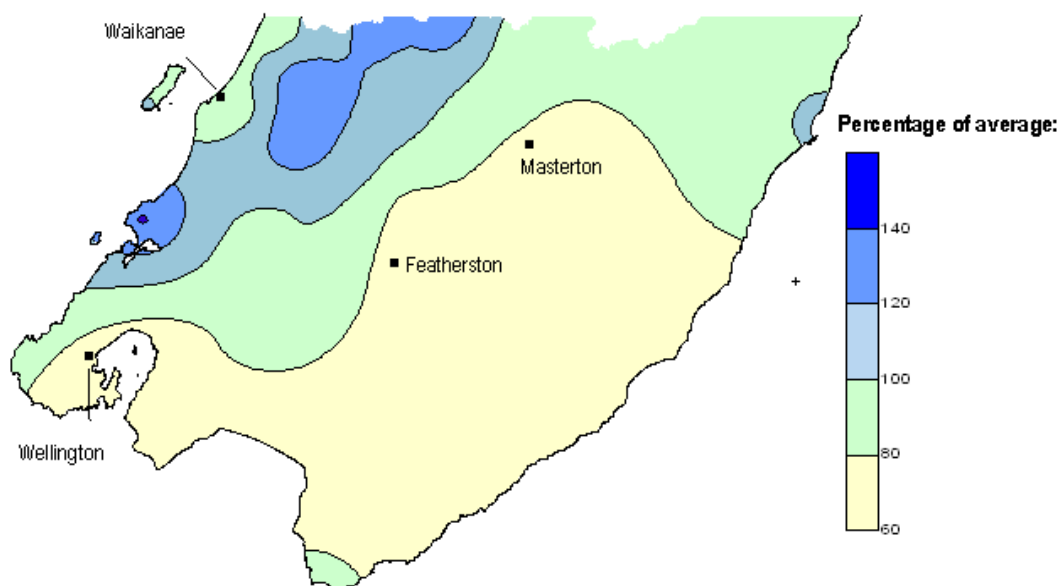 Waikanae
Percentage of average:
Masterton
140
Featherston
120
100
Wellington
80
60